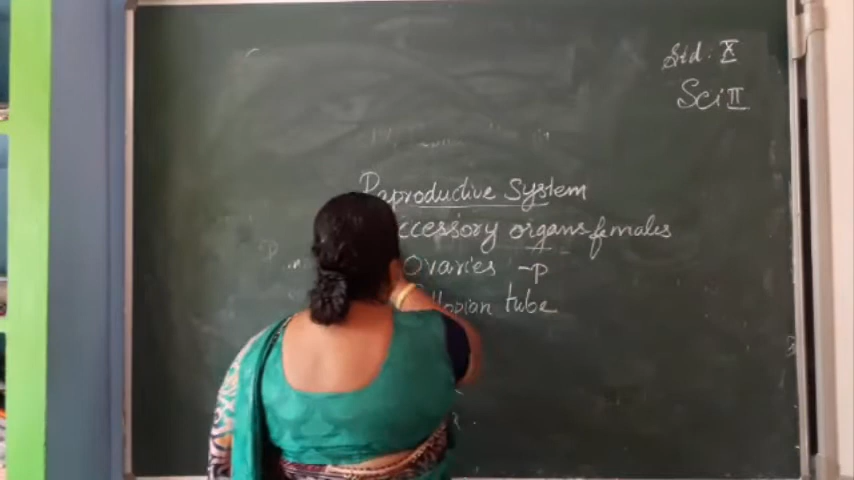 Std. X
Sci II
Reproductive System
ccessory organs females
Ovaries - p
llopian tube